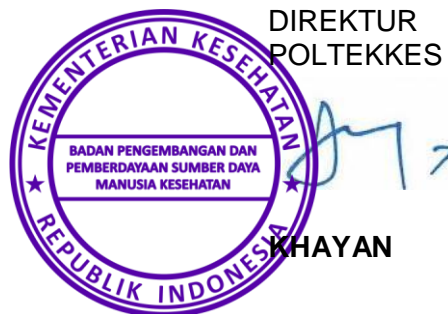 DIREKTUR
POLTEKKES
KEMENTERIAN KESEHATAN
BADAN PENGEMBANGAN DAN
PEMBERDAYAAN SUMBER DAYA
MANUSIA KESEHATAN
REPUBLIK INDONESIA
KHAYAN